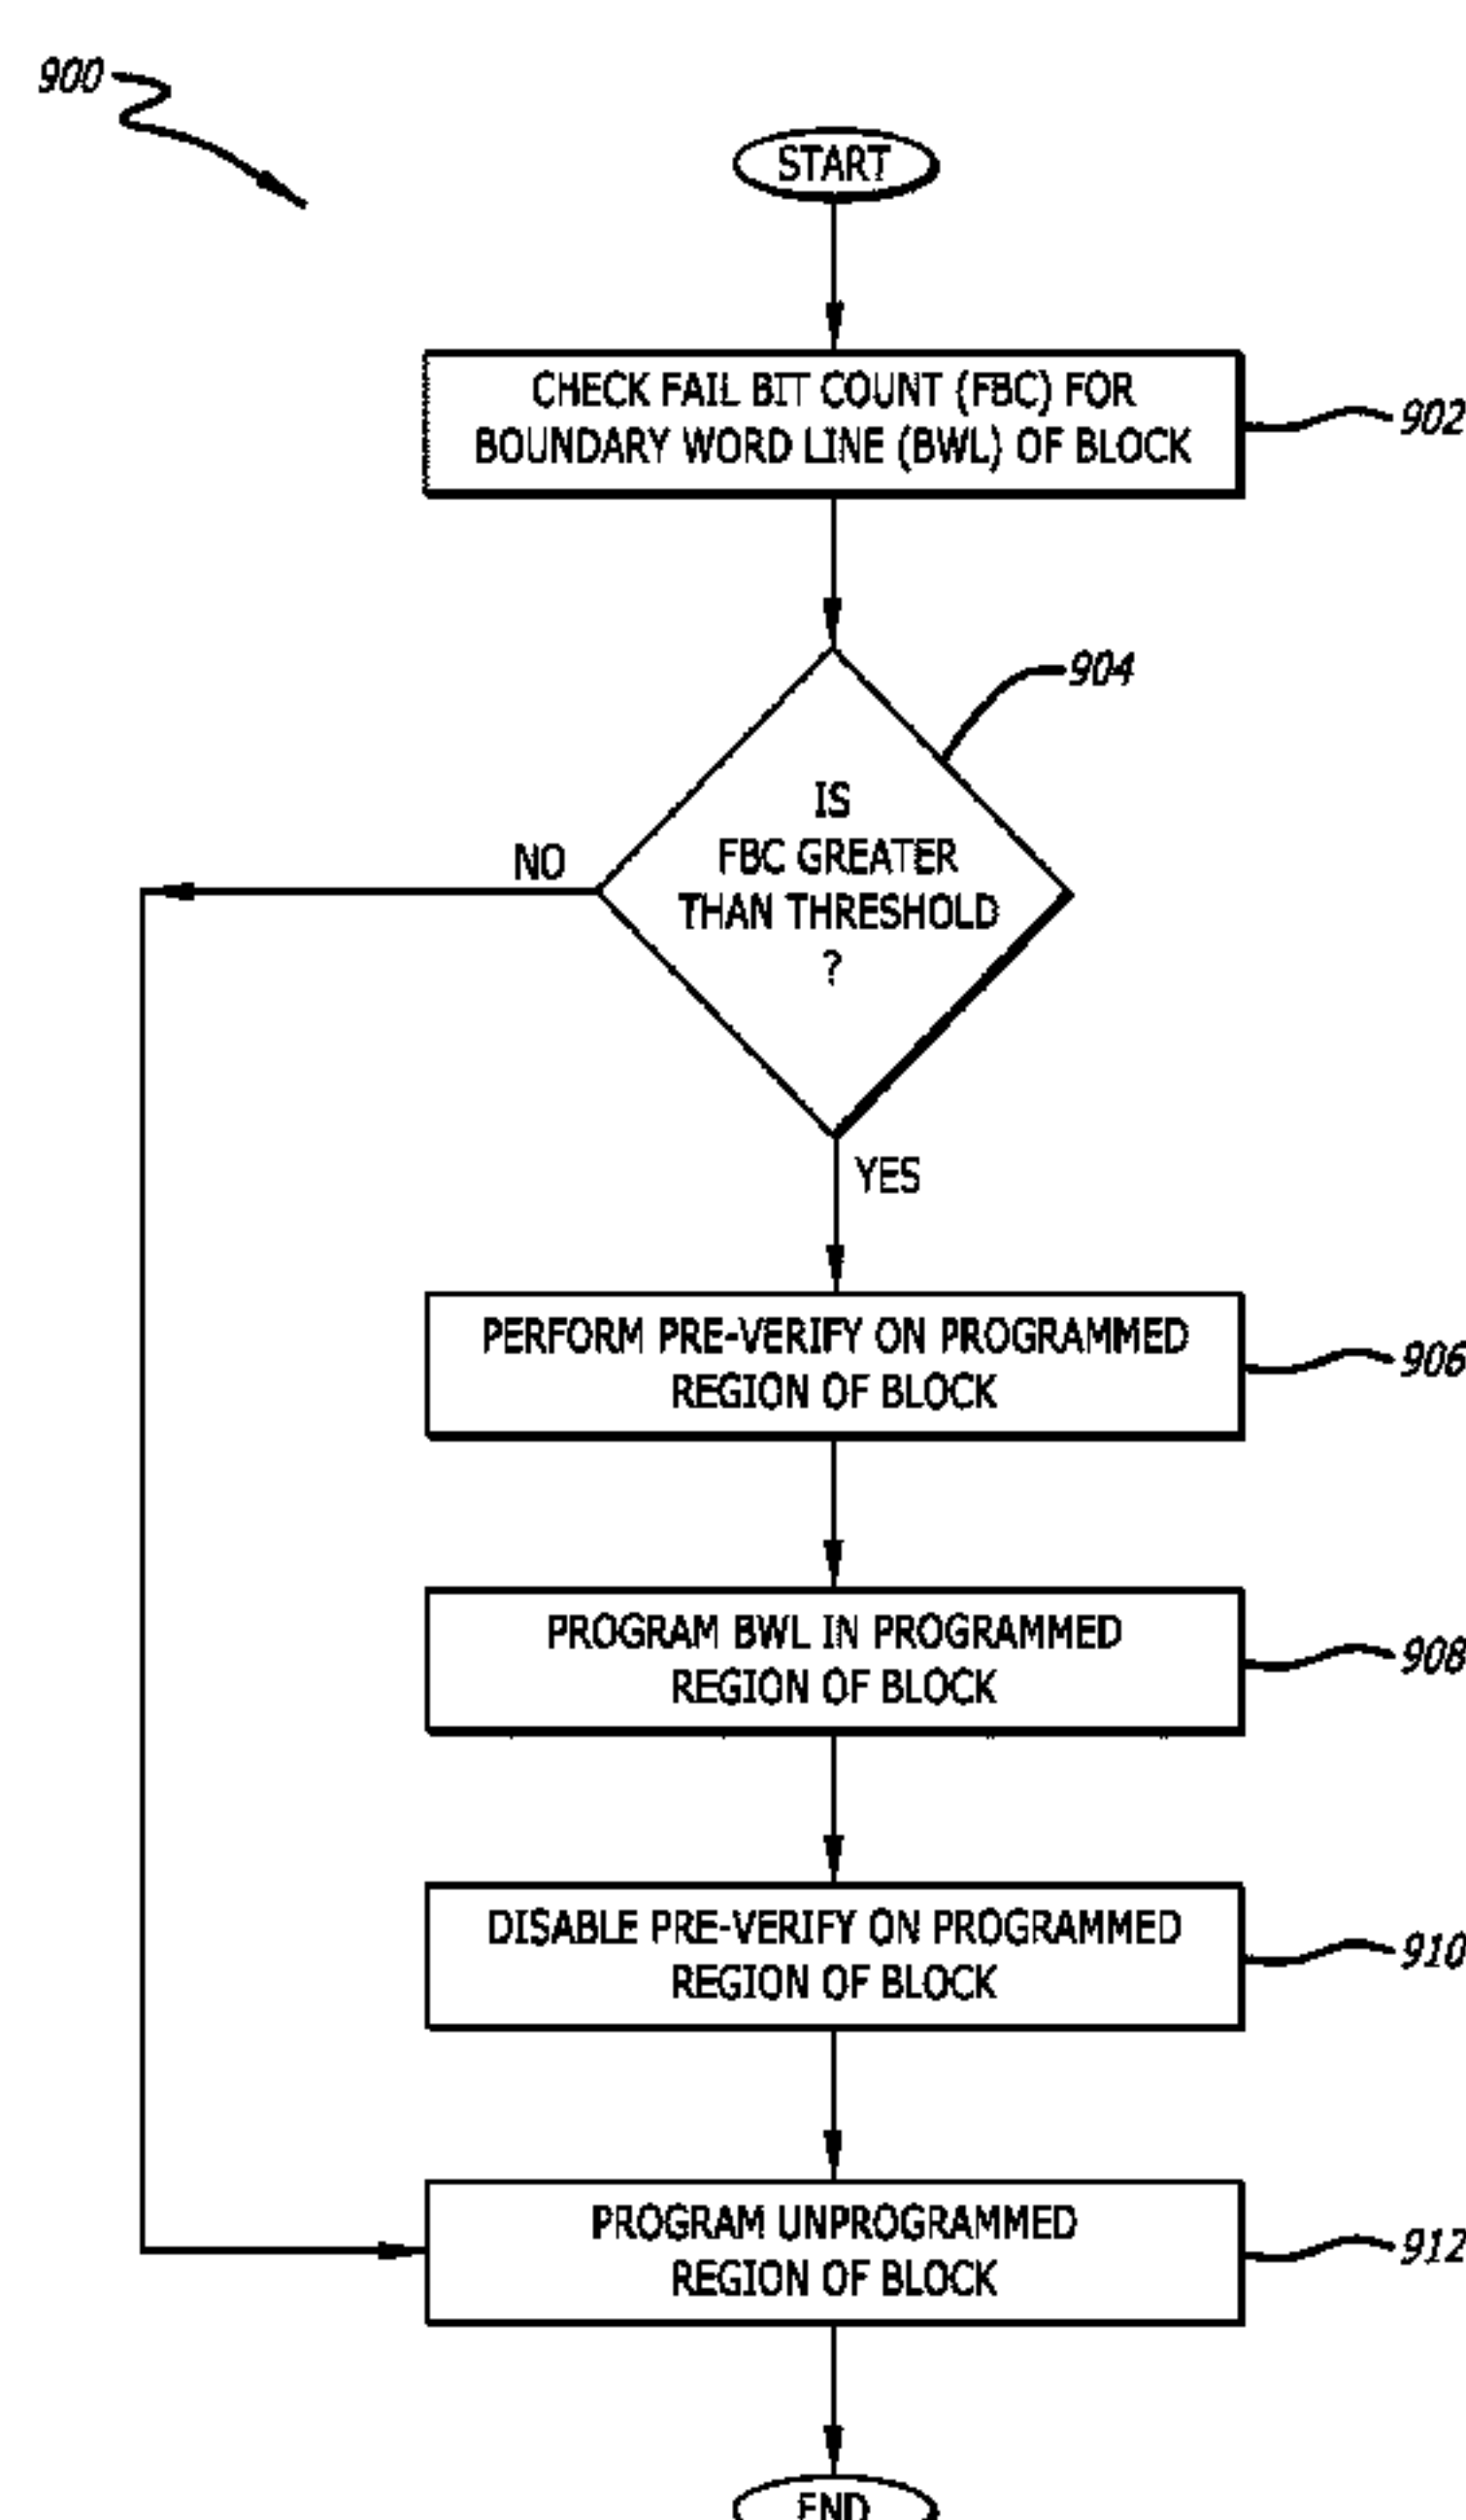 900
START
CHECK FAIL BIT COUNT (FBC) FOR
BOUNDARY WORD LINE (BWL) OF BLOCK
902
904
IS
FBC GREATER
THAN THRESHOLD
?
NO
YES
PERFORM PRE-VERIFY ON PROGRAMMED
REGION OF BLOCK
906
PROGRAM BWL IN PROGRAMMED
REGION OF BLOCK
908
DISABLE PRE-VERIFY ON PROGRAMMED
REGION OF BLOCK
910
PROGRAM UNPROGRAMMED
REGION OF BLOCK
912
END